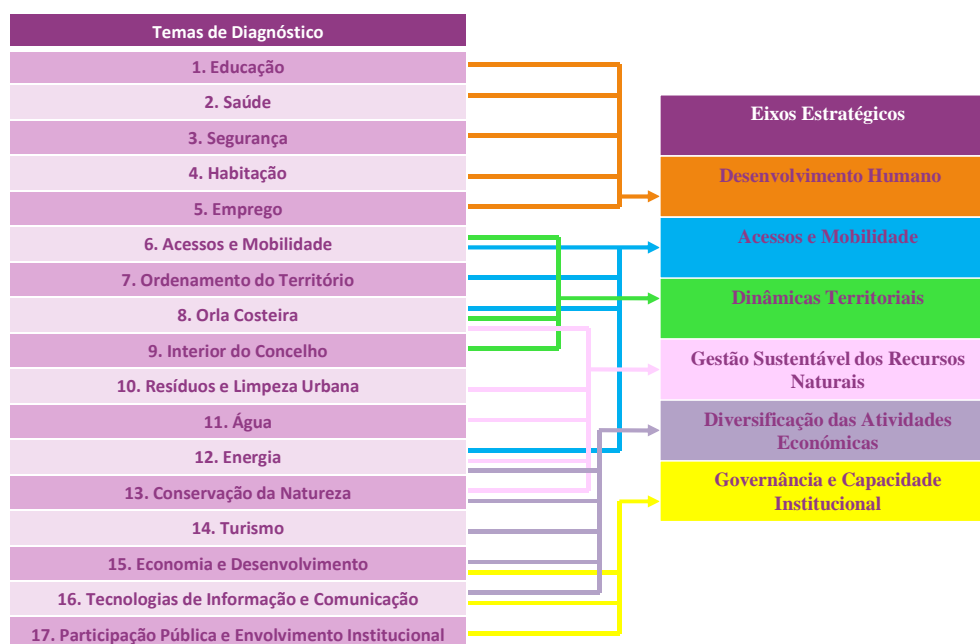 Temas de Diagnóstico
1. Educação
2. Saúde
3. Segurança
4. Habitação
5. Emprego
6. Acessos e Mobilidade
7. Ordenamento do Território
8. Orla Costeira
9. Interior do Concelho
10. Resíduos e Limpeza Urbana
11. Água
12. Energia
13. Conservação da Natureza
14. Turismo
15. Economia e Desenvolvimento
16. Tecnologias de Informação e Comunicação
17. Participação Pública e Envolvimento Institucional
Eixos Estratégicos
Desenvolvimento Humano
Acessos e Mobilidade
Dinâmicas Territoriais
Gestão Sustentável dos Recursos
Naturais
Diversificação das Atividades
Económicas
Governância e Capacidade
Institucional